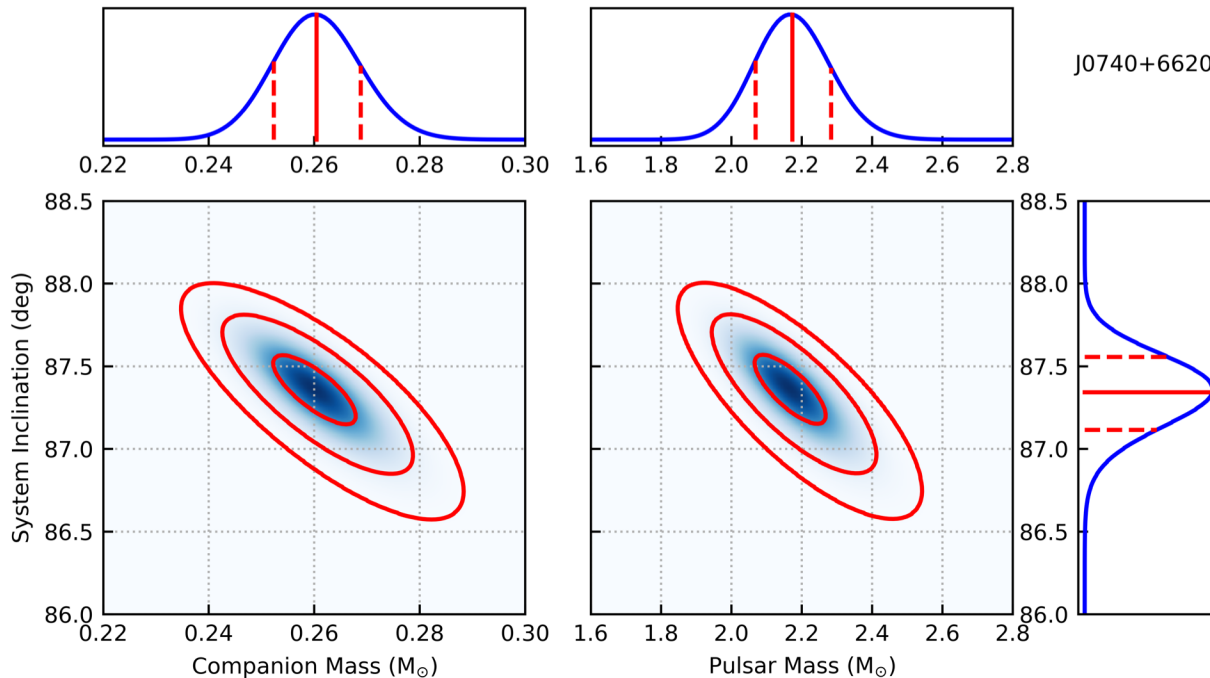 J0740+6620
0.22 0.24 0.26 0.28 0.30
1.6 1.8 2.0 2.2 2.4 2.6 2.8
System Inclination (deg)
88.5
88.0
87.5
87.0
86.5
86.0
88.5
88.0
87.5
87.0
86.5
86.0
0.22 0.24 0.26 0.28 0.30
1.6 1.8 2.0 2.2 2.4 2.6 2.8
Companion Mass (M☉)
Pulsar Mass (M☉)